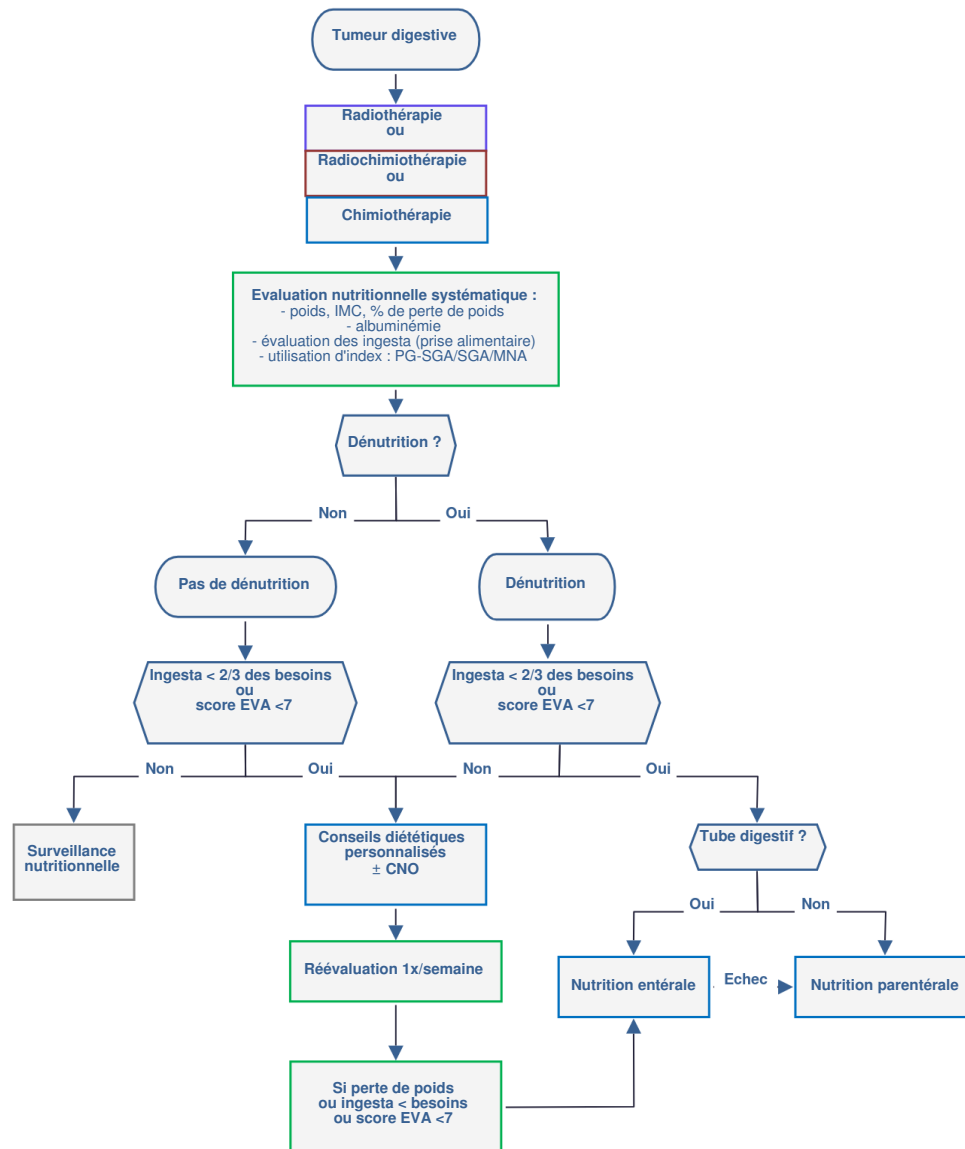 Tumeur digestive
Radiothérapie
ou
Radiochimiothérapie
ou
Chimiothérapie
Evaluation nutritionnelle systématique :
- poids, IMC, % de perte de poids
- albuminémie
- évaluation des ingesta (prise alimentaire)
- utilisation d'index : PG-SGA/SGA/MNA
Dénutrition ?
Non
Oui
Pas de dénutrition
Dénutrition
Ingesta < 2/3 des besoins
ou
score EVA <7
Ingesta < 2/3 des besoins
ou
score EVA <7
Non
Oui
Non
Oui
Surveillance
nutritionnelle
Conseils diététiques
personnalisés
± CNO
Tube digestif ?
Oui
Non
Réévaluation 1x/semaine
Nutrition entérale
Echec
Nutrition parentérale
Si perte de poids
ou ingesta < besoins
ou score EVA <7